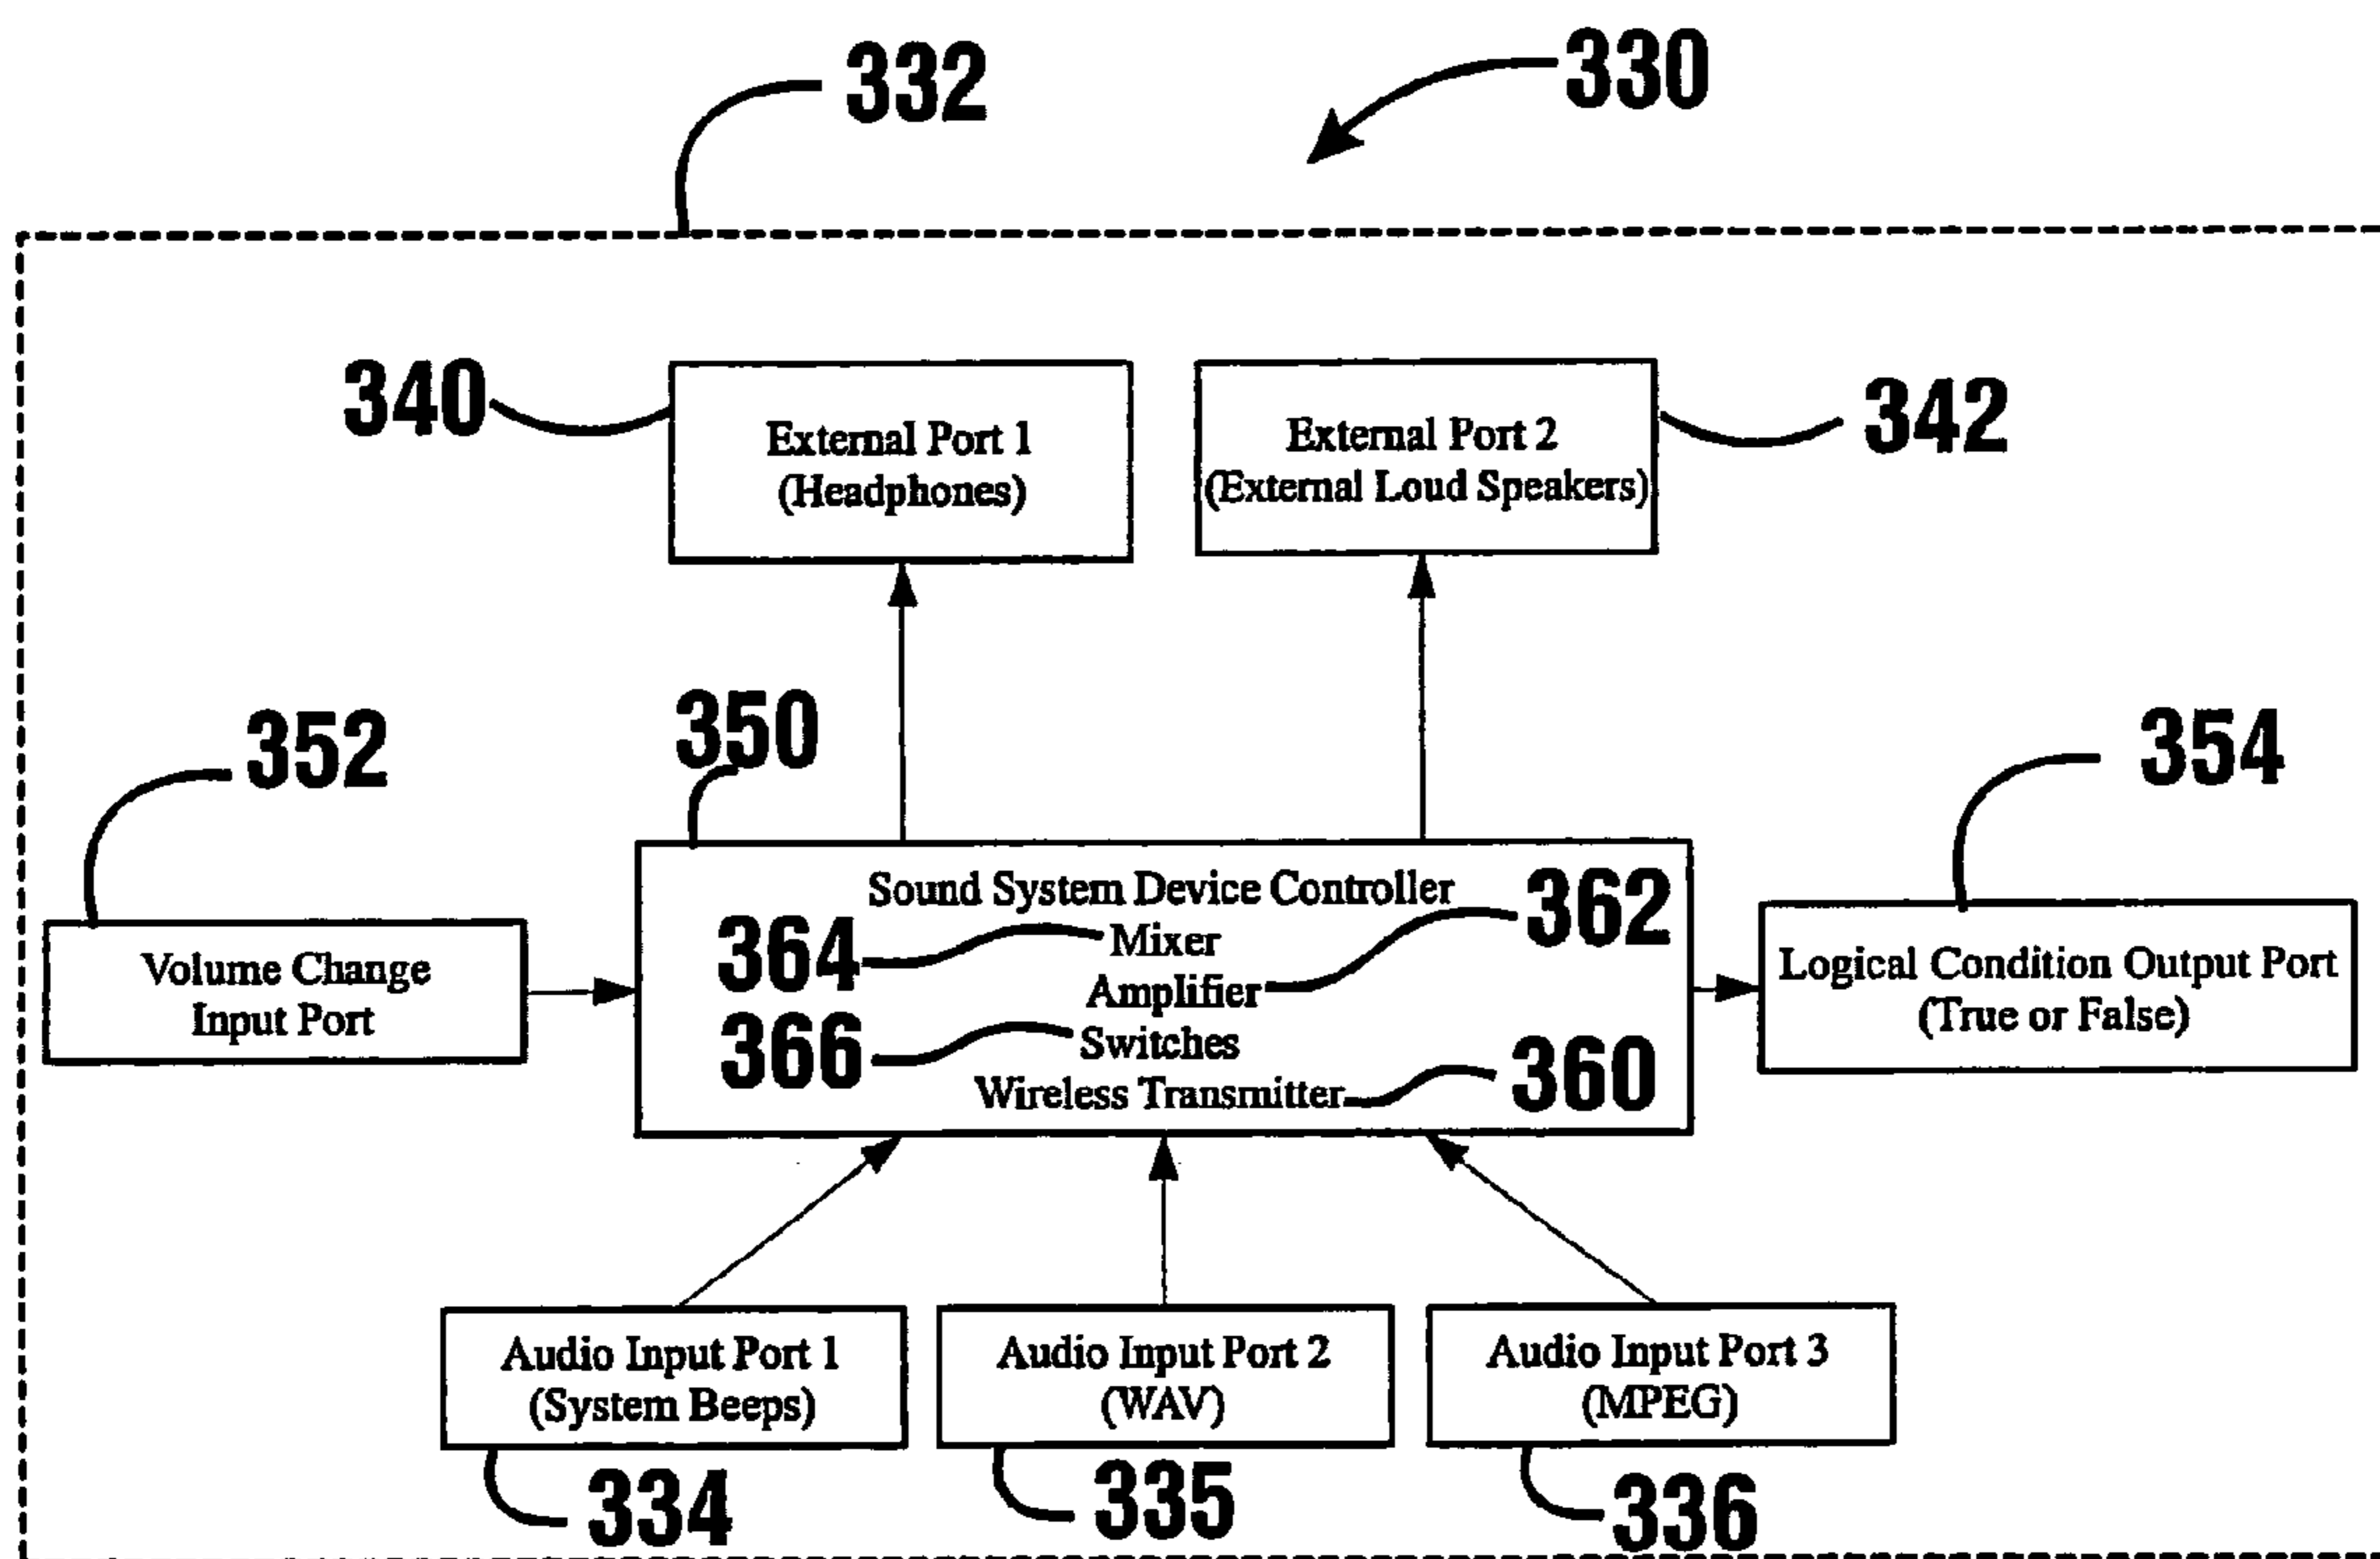 332
330
340
External Port 1
(Headphones)
External Port 2
(External Loud Speakers)
342
352
350
354
Volume Change
Input Port
Sound System Device Controller
362
364
Mixer
Amplifier
366
Switches
Wireless Transmitter
360
Logical Condition Output Port
(True or False)
Audio Input Port 1
(System Beeps)
Audio Input Port 2
(WAV)
Audio Input Port 3
(MPEG)
334
335
336